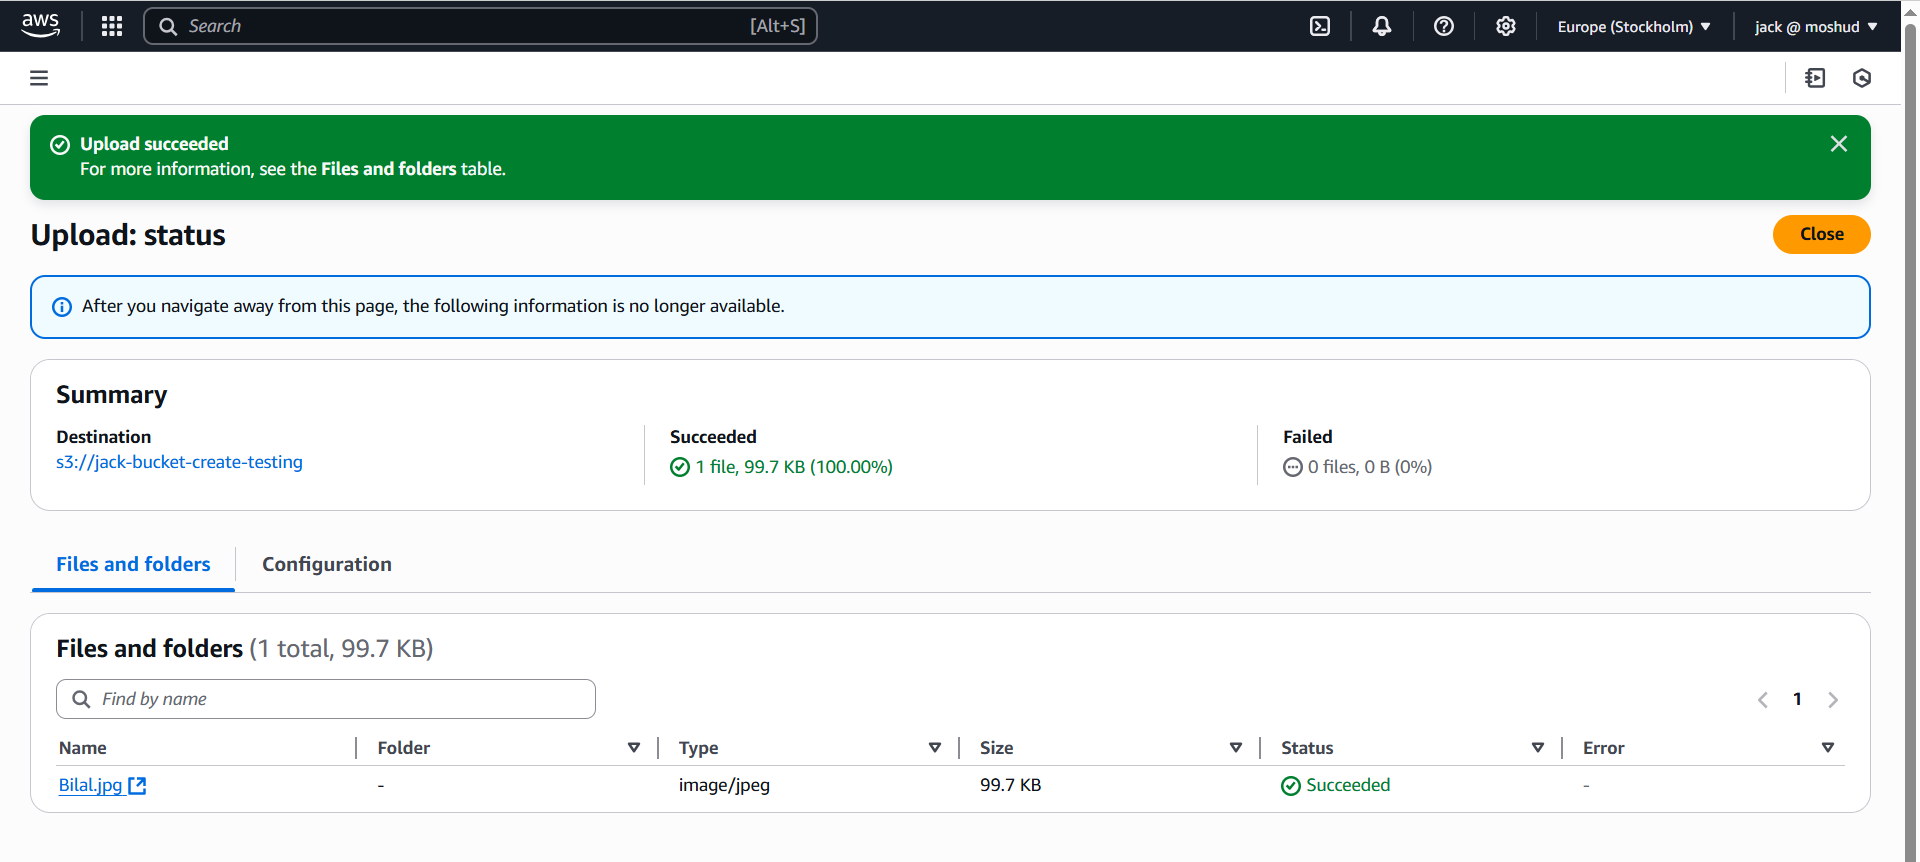 aws
Search [Alt+S] Europe (Stockholm) jack @ moshud
Upload succeeded
For more information, see the Files and folders table.
Upload: status
Close
After you navigate away from this page, the following information is no longer available.
Summary
Destination
s3://jack-bucket-create-testing
Succeeded
1 file, 99.7 KB (100.00%)
Failed
0 files, 0 B (0%)
Files and folders Configuration
Files and folders (1 total, 99.7 KB)
Find by name 1
Name Folder Type Size Status Error
Bilal.jpg - image/jpeg 99.7 KB Succeeded -